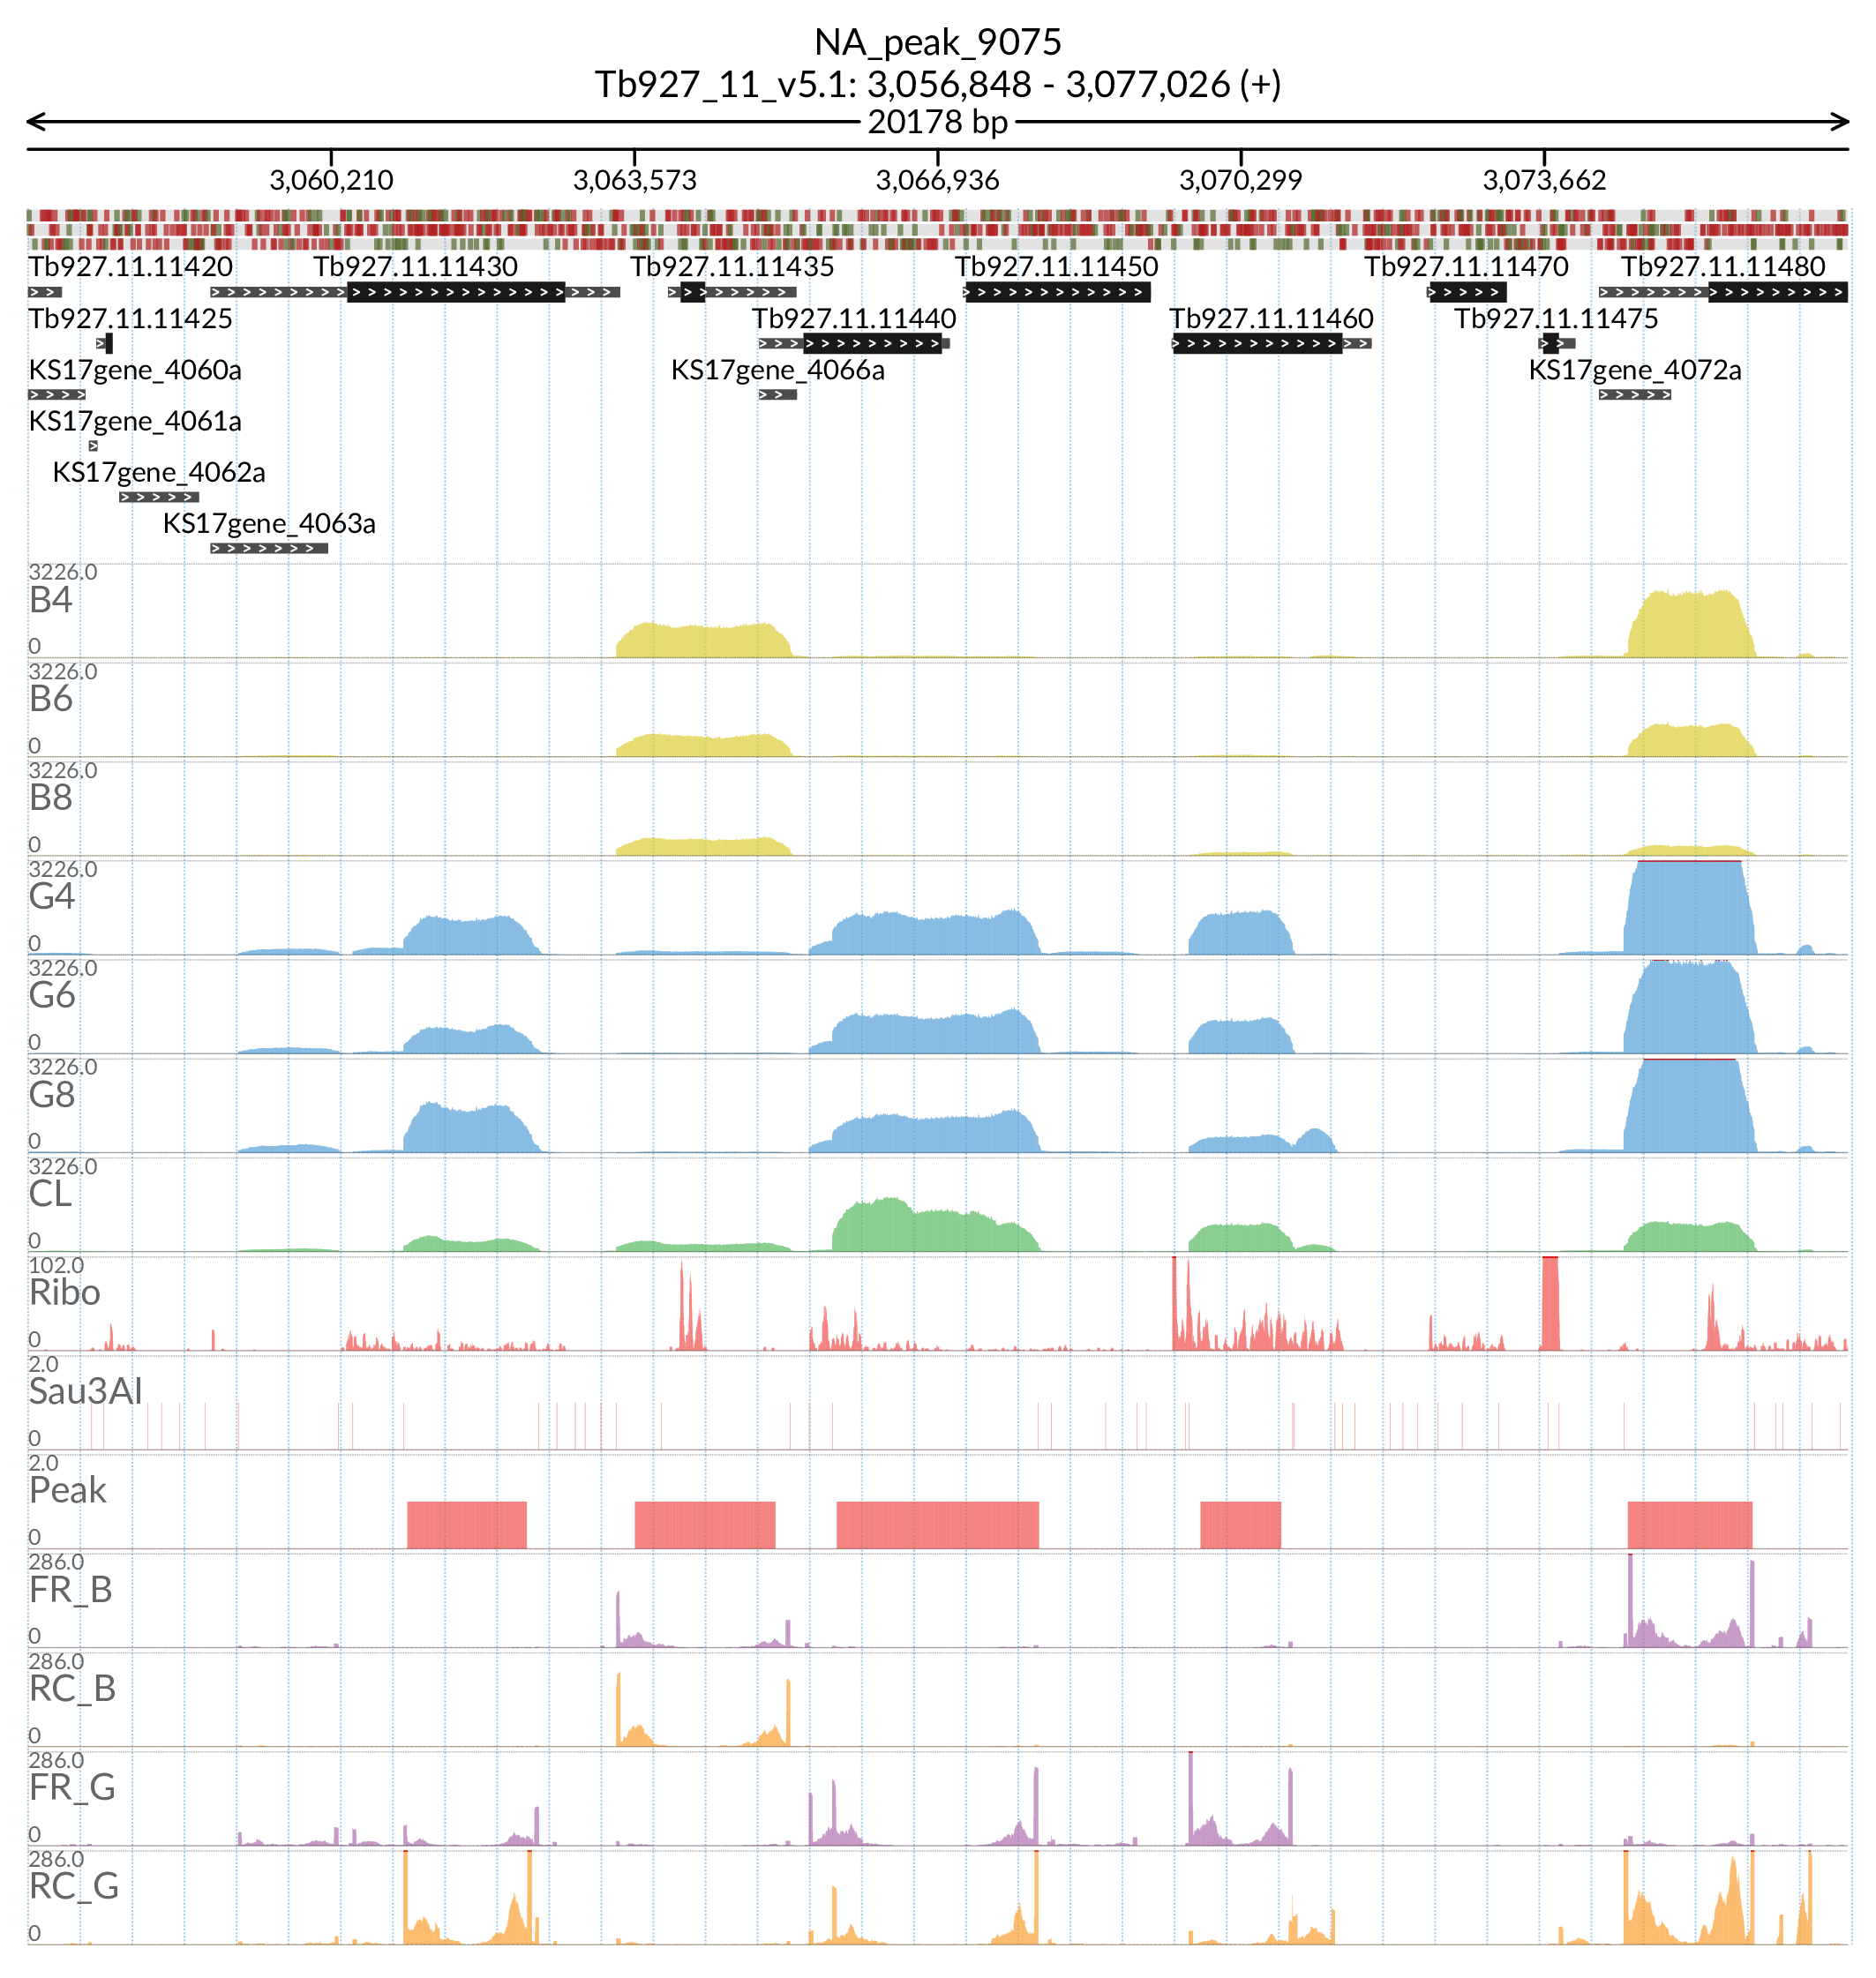 NA_peak_9075
Tb927_11_v5.1: 3,056,848 - 3,077,026 (+)
20178 bp
3,060,210 3,063,573 3,066,936 3,070,299 3,073,662
Tb927.11.11420 Tb927.11.11430 Tb927.11.11435 Tb927.11.11450 Tb927.11.11470 Tb927.11.11480
Tb927.11.11425 Tb927.11.11440 Tb927.11.11460 Tb927.11.11475
KS17gene_4060a KS17gene_4066a KS17gene_4072a
KS17gene_4061a
KS17gene_4062a
KS17gene_4063a
3226.0
B4
0
3226.0
B6
0
3226.0
B8
0
3226.0
G4
0
3226.0
G6
0
3226.0
G8
0
3226.0
CL
0
102.0
Ribo
0
2.0
Sau3AI
0
2.0
Peak
0
286.0
FR_B
0
286.0
RC_B
0
286.0
FR_G
0
286.0
RC_G
0